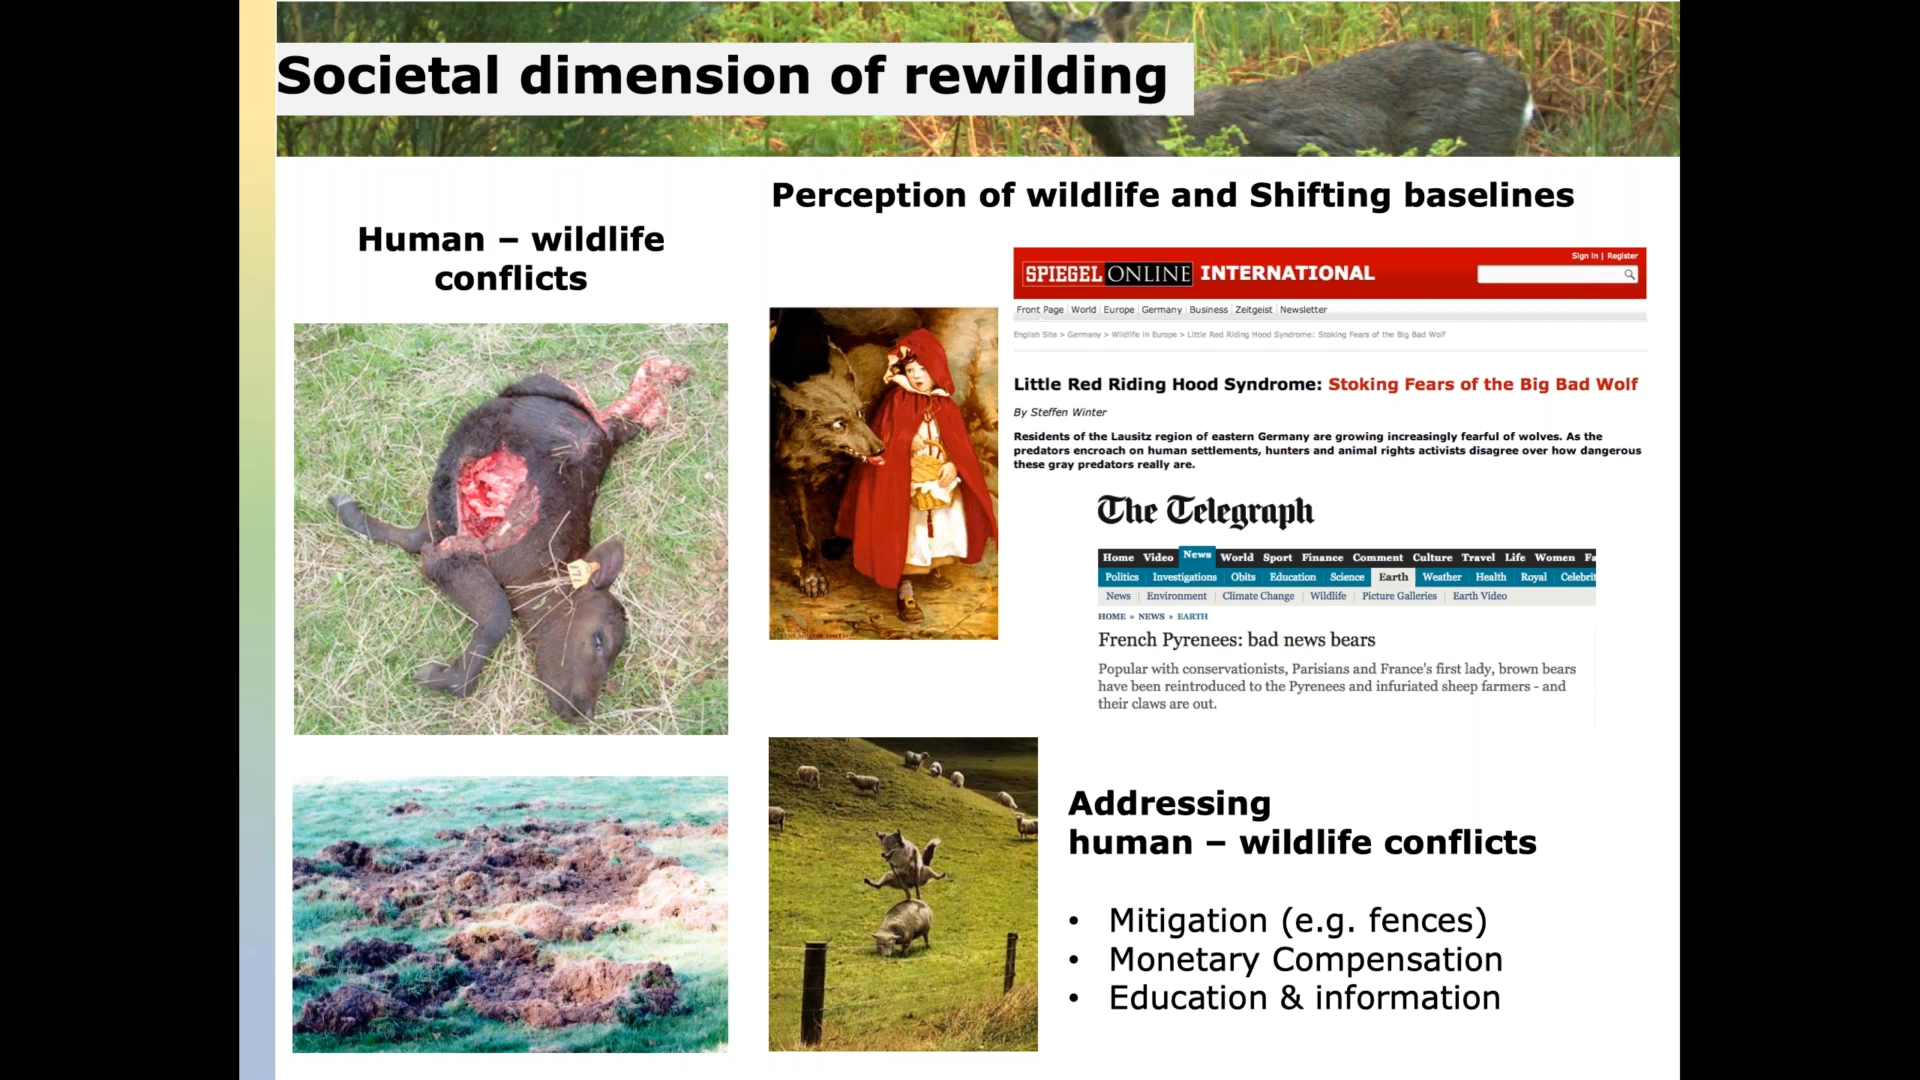 Societal dimension of rewilding
Human – wildlife
conflicts
Perception of wildlife and Shifting baselines
Sign In | Register
SPIEGEL ONLINE INTERNATIONAL
Front Page | World | Europe | Germany | Business | Zeitgeist | Newsletter
English Site > Germany > Wildlife in Europe > Little Red Riding Hood Syndrome: Stoking Fears of the Big Bad Wolf
Little Red Riding Hood Syndrome: Stoking Fears of the Big Bad Wolf
By Steffen Winter
Residents of the Lausitz region of eastern Germany are growing increasingly fearful of wolves. As the
predators encroach on human settlements, hunters and animal rights activists disagree over how dangerous
these gray predators really are.
The Telegraph
Home Video News World Sport Finance Comment Culture Travel Life Women Fa
Politics | Investigations | Obits | Education | Science | Earth | Weather | Health | Royal | Celebrit
News | Environment | Climate Change | Wildlife | Picture Galleries | Earth Video
HOME » NEWS » EARTH
French Pyrenees: bad news bears
Popular with conservationists, Parisians and France's first lady, brown bears
have been reintroduced to the Pyrenees and infuriated sheep farmers - and
their claws are out.
Addressing
human – wildlife conflicts
• Mitigation (e.g. fences)
• Monetary Compensation
• Education & information